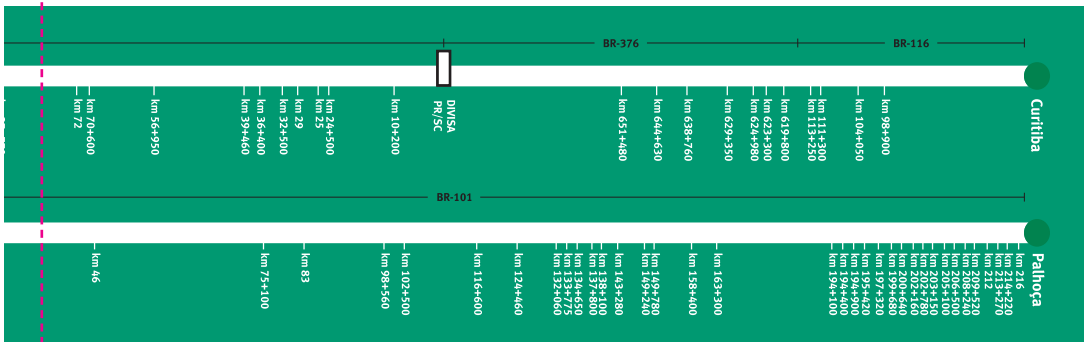 BR-376
BR-116
km 72
km 70+600
km 56+950
km 39+460
km 36+400
km 32+500
km 29
km 25
km 24+500
km 10+200
DIVISA
PR/SC
km 651+480
km 644+630
km 638+760
km 629+350
km 624+980
km 623+300
km 619+800
km 113+250
km 111+300
km 104+050
km 98+900
Curitiba
BR-101
km 46
km 75+100
km 83
km 98+560
km 102+500
km 116+600
km 124+460
km 132+060
km 133+775
km 134+650
km 137+800
km 138+100
km 143+280
km 149+240
km 149+780
km 158+400
km 163+300
km 194+100
km 194+400
km 194+900
km 195+420
km 197+320
km 199+680
km 200+640
km 202+160
km 202+780
km 203+150
km 205+100
km 206+500
km 208+240
km 209+520
km 212
km 213+270
km 214+220
km 216
Palhoça